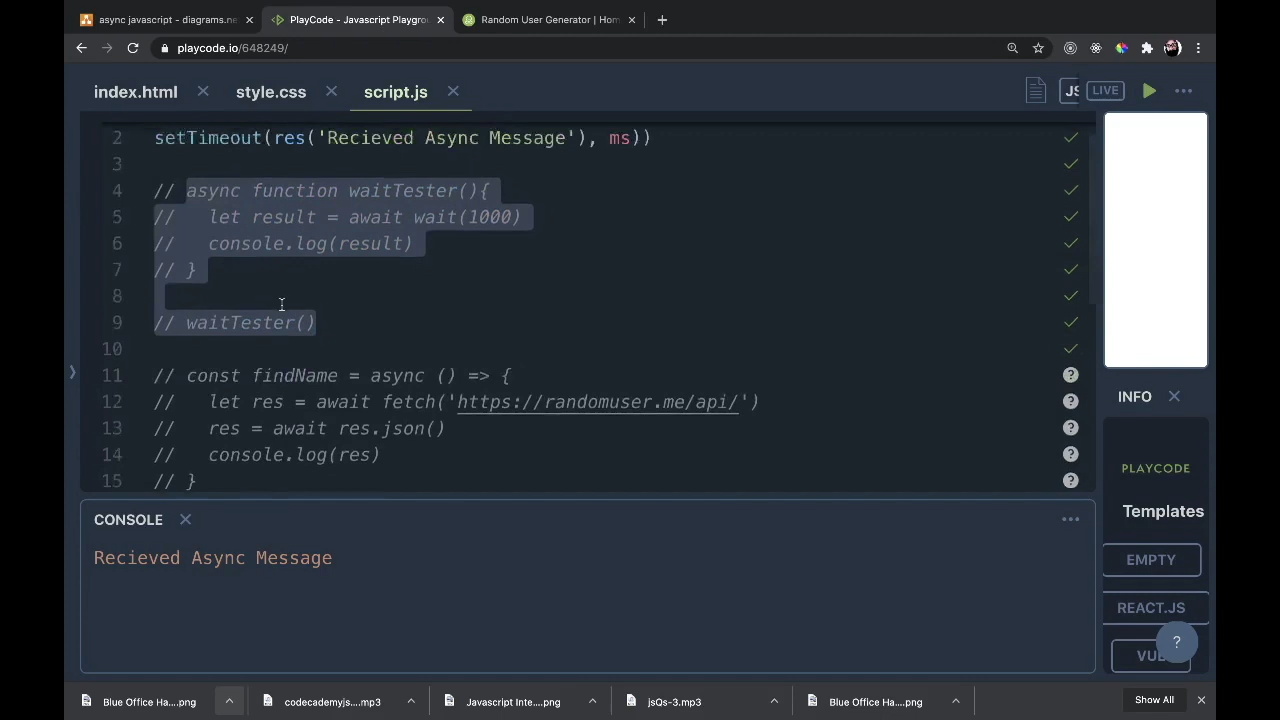 async javascript - diagrams.ne
PlayCode - Javascript Playgro
Random User Generator | Hom
playcode.io/648249/
index.html
style.css
script.js
JS
LIVE
2 setTimeout(res('Recieved Async Message'), ms))
3
4 // async function waitTester(){
5 // let result = await wait(1000)
6 // console.log(result)
7 // }
8
9 // waitTester()
10
11 // const findName = async () => {
12 // let res = await fetch('https://randomuser.me/api/')
13 // res = await res.json()
14 // console.log(res)
15 // }
INFO
PLAYCODE
Templates
EMPTY
REACT.JS
VUE
?
CONSOLE
Recieved Async Message
Blue Office Ha....png
codecademyjs....mp3
Javascript Inte....png
jsQs-3.mp3
Blue Office Ha....png
Show All